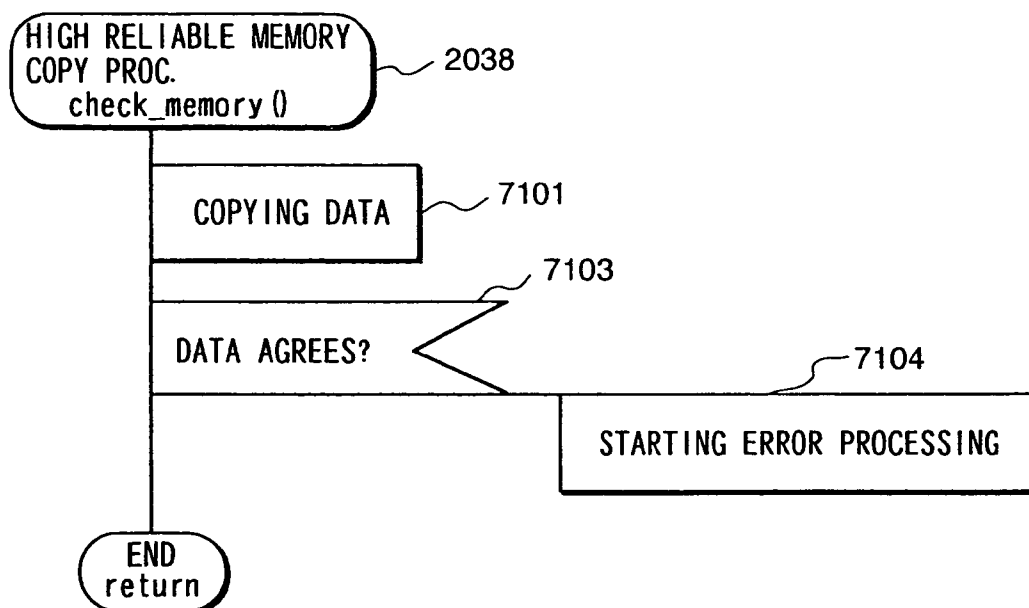 HIGH RELIABLE MEMORY
COPY PROC.
check_memory()
2038
COPYING DATA
7101
7103
DATA AGREES?
7104
STARTING ERROR PROCESSING
END
return